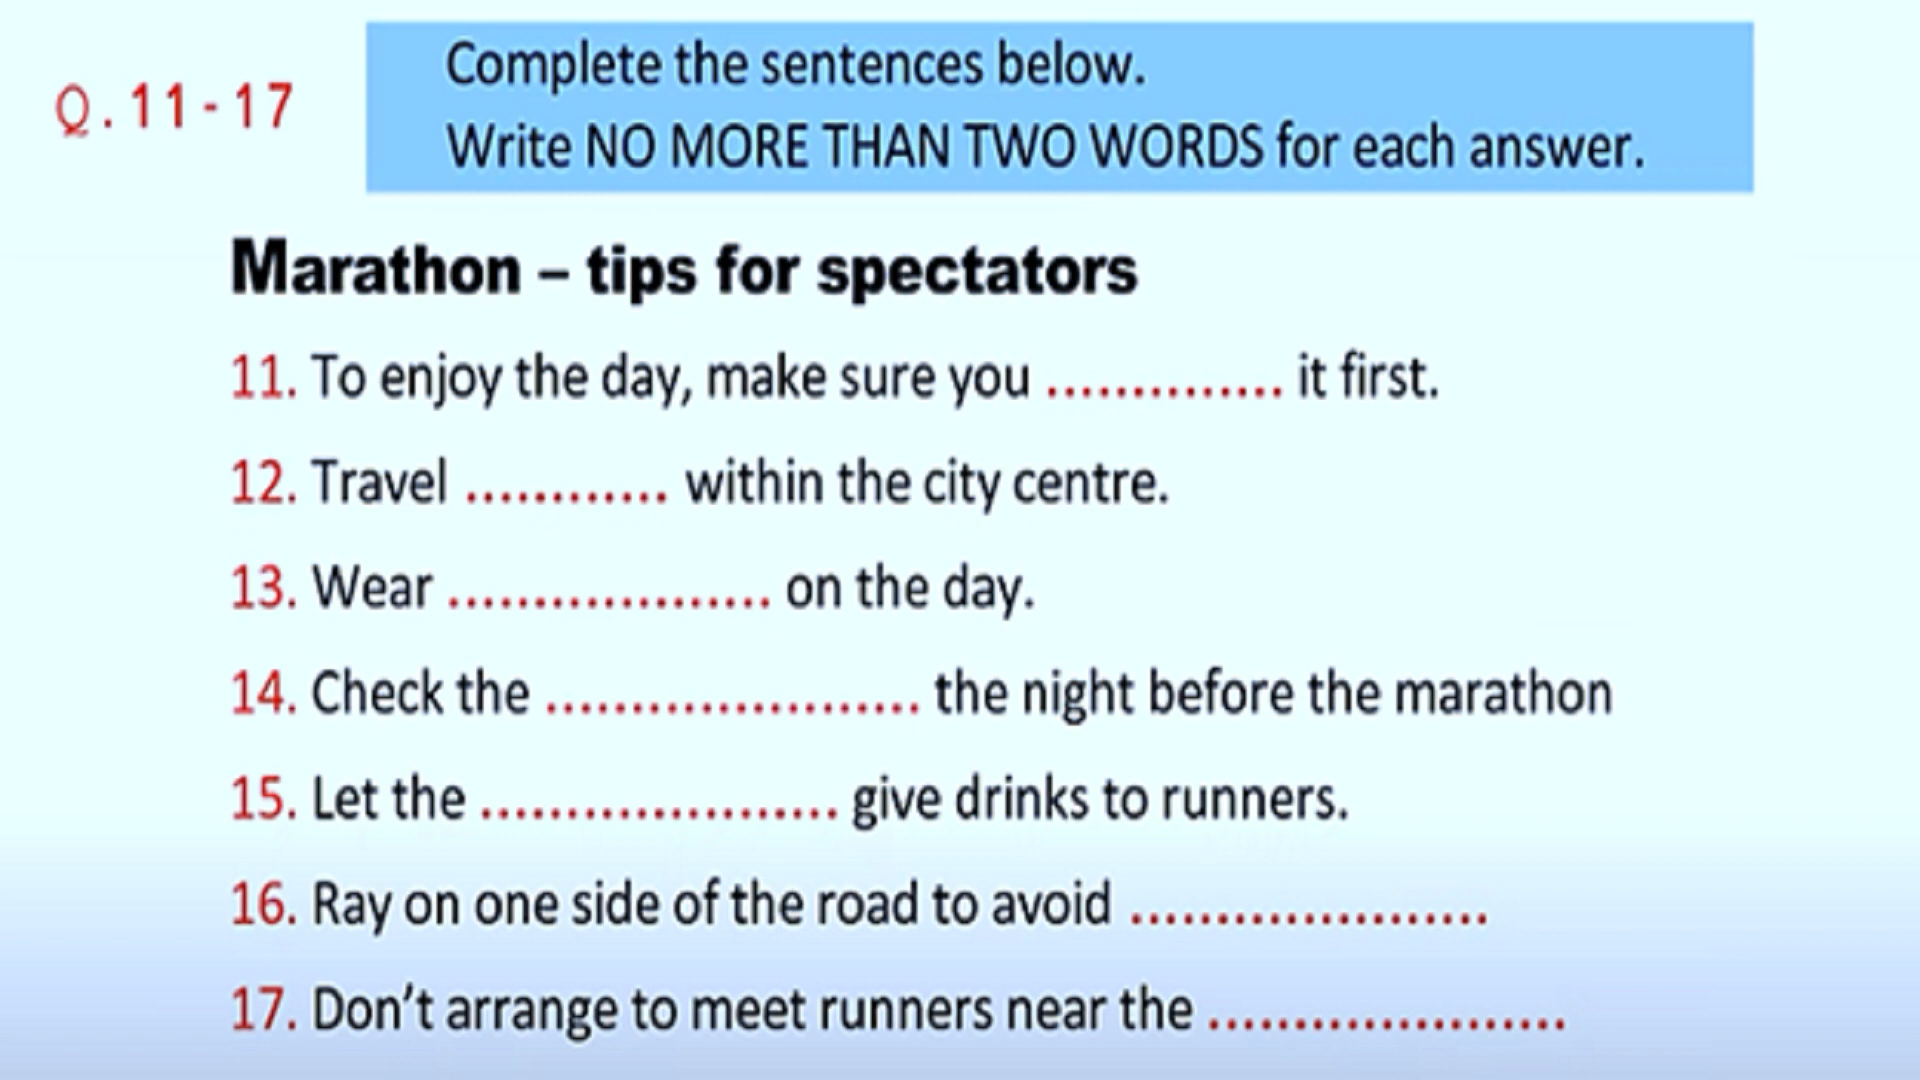 Q.11-17
Complete the sentences below.
Write NO MORE THAN TWO WORDS for each answer.
Marathon – tips for spectators
11. To enjoy the day, make sure you .............. it first.
12. Travel ............ within the city centre.
13. Wear ................... on the day.
14. Check the ...................... the night before the marathon
15. Let the ..................... give drinks to runners.
16. Ray on one side of the road to avoid .....................
17. Don't arrange to meet runners near the .....................